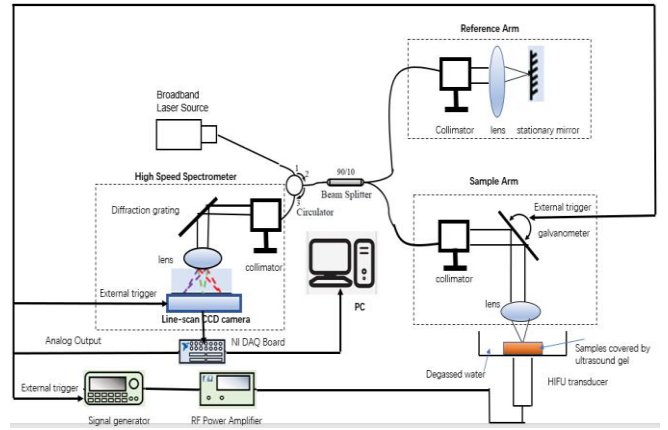 Reference Arm
Broadband
Laser Source
Collimator
lens
stationary mirror
High Speed Spectrometer
1
2
3
90/10
Beam Splitter
Circulator
Sample Arm
Diffraction grating
External trigger
galvanometer
lens
collimator
collimator
External trigger
PC
lens
Line-scan CCD camera
Analog Output
NI DAQ Board
Samples covered by
ultrasound gel
Degassed water
External trigger
HIFU transducer
Signal generator
RF Power Amplifier